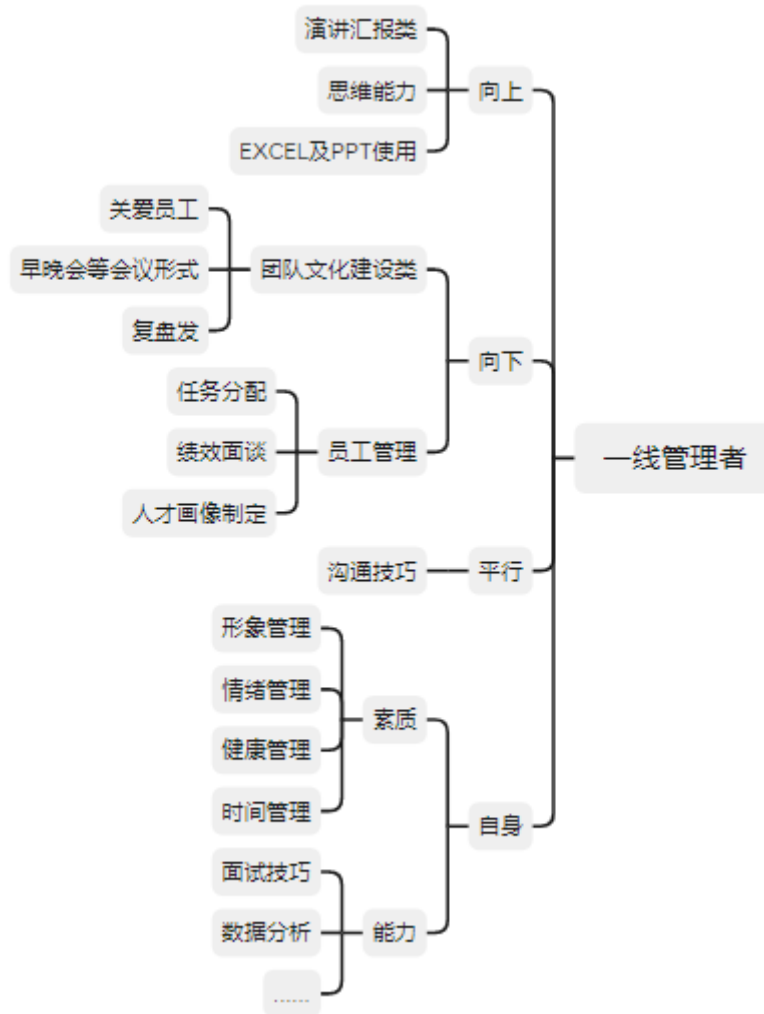 演讲汇报类
思维能力
向上
EXCEL及PPT使用
关爱员工
早晚会等会议形式
团队文化建设类
复盘发
向下
任务分配
绩效面谈
员工管理
人才画像制定
一线管理者
沟通技巧
平行
形象管理
情绪管理
素质
健康管理
时间管理
自身
面试技巧
数据分析
能力
......